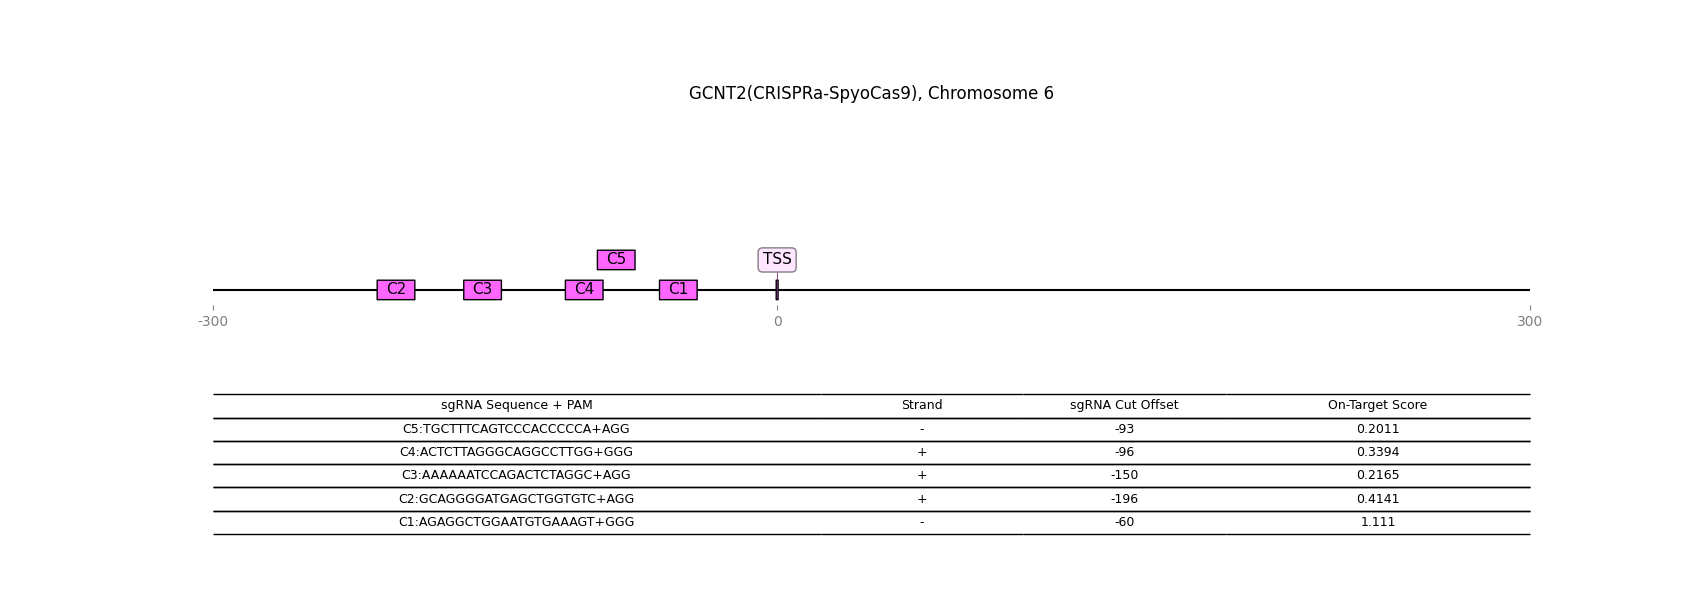 GCNT2(CRISPRa-SpyoCas9), Chromosome 6
C5 TSS
C2 C3 C4 C1
-300 0 300
sgRNA Sequence + PAM Strand sgRNA Cut Offset On-Target Score
C5:TGCTTTCAGTCCCACCCCCA+AGG - -93 0.2011
C4:ACTCTTAGGGCAGGCCTTGG+GGG + -96 0.3394
C3:AAAAAATCCAGACTCTAGGC+AGG + -150 0.2165
C2:GCAGGGGATGAGCTGGTGTC+AGG + -196 0.4141
C1:AGAGGCTGGAATGTGAAAGT+GGG - -60 1.111